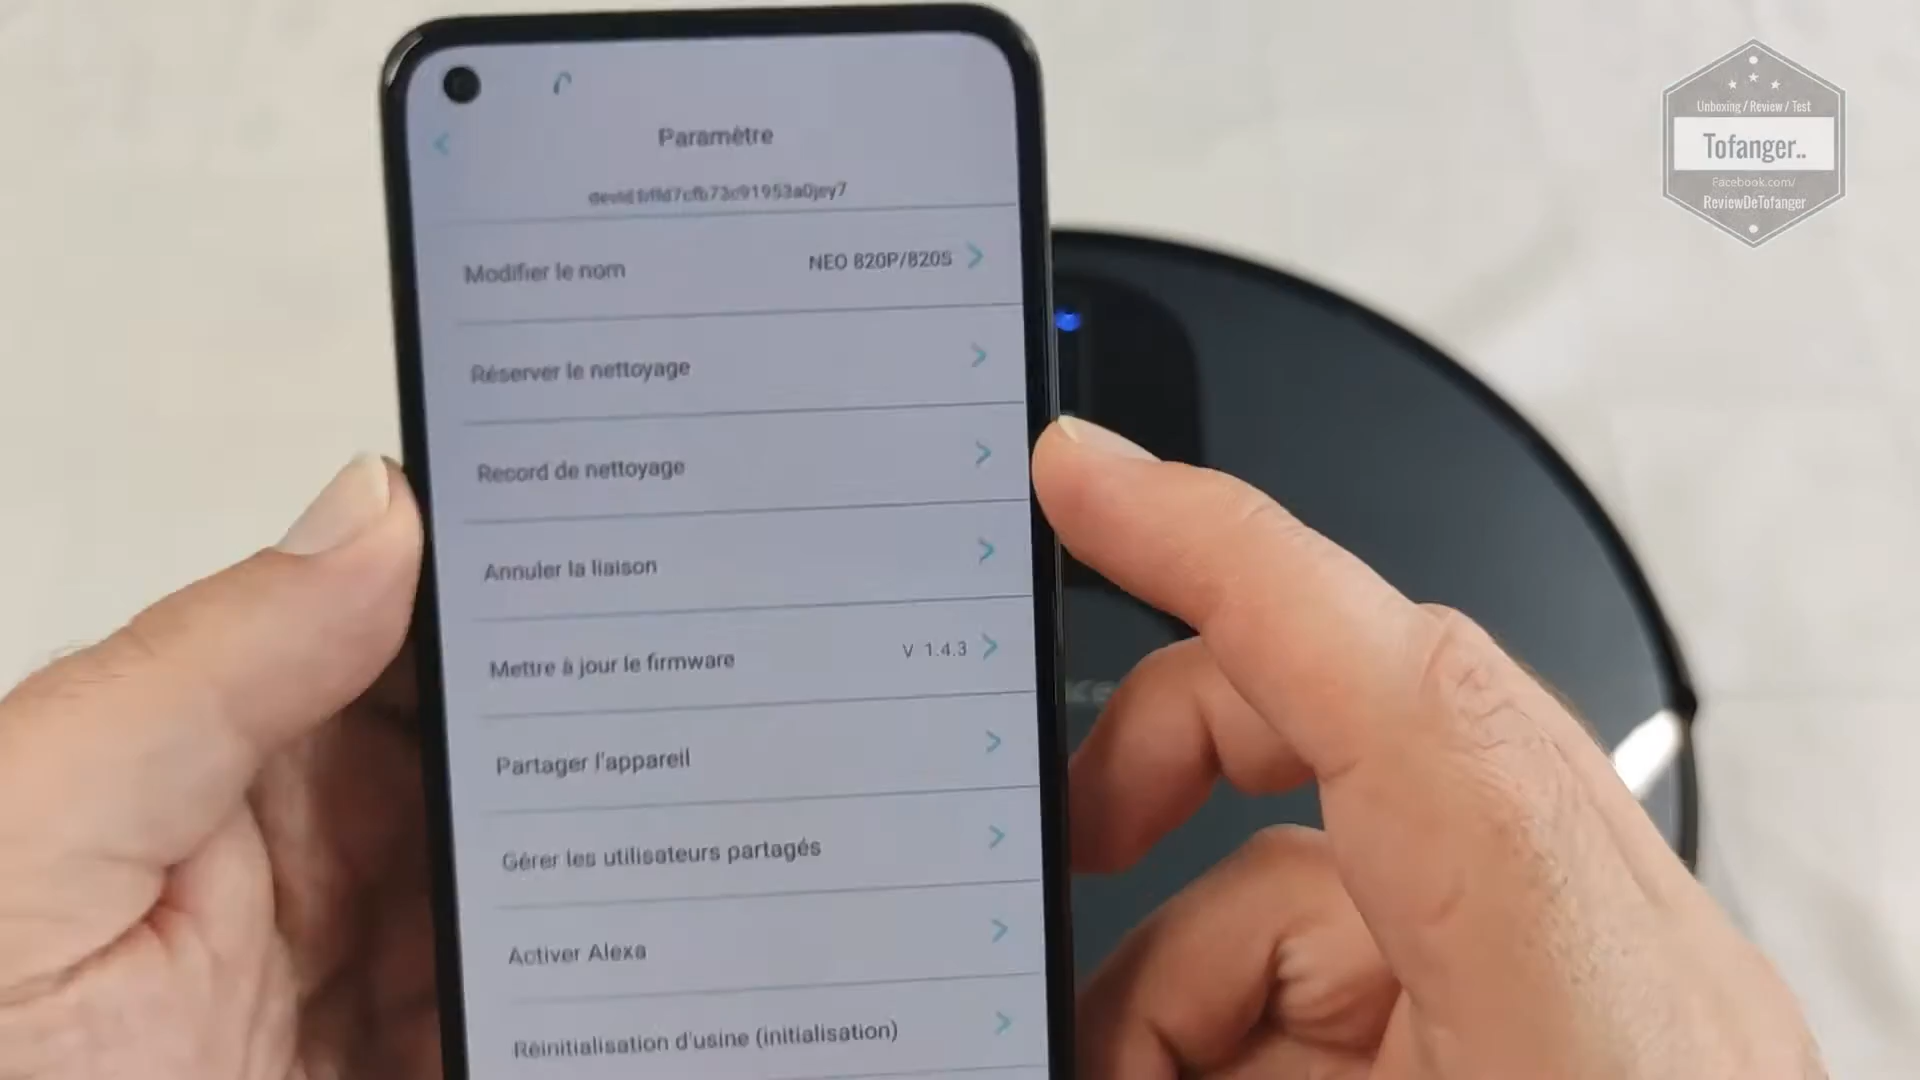 Paramètre
Modifier le nom
NEO 820P/820S
Réserver le nettoyage
Record de nettoyage
Annuler la liaison
Mettre à jour le firmware
V 1.4.3
Partager l'appareil
Gérer les utilisateurs partagés
Activer Alexa
Réinitialisation d'usine (initialisation)
Unboxing / Review / Test
Tofanger..
Facebook.com/
ReviewDeTofanger